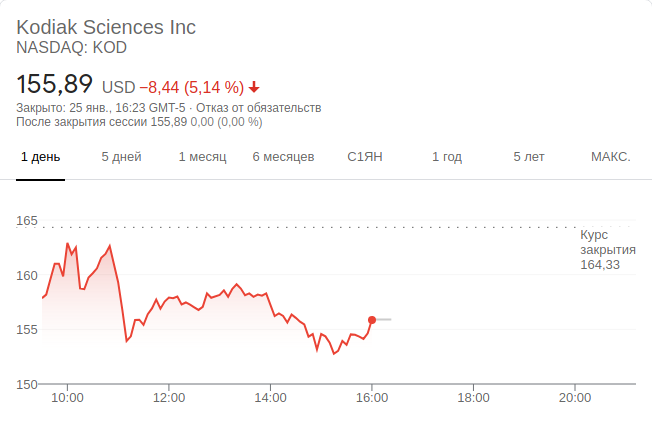 Kodiak Sciences Inc
NASDAQ: KOD
155,89 USD −8,44 (5,14 %)
Закрыто: 25 янв., 16:23 GMT-5 · Отказ от обязательств
После закрытия сессии 155,89 0,00 (0,00 %)
1 день 5 дней 1 месяц 6 месяцев С1ЯН 1 год 5 лет МАКС.
165
Курс
закрытия
164,33
160
155
150
10:00 12:00 14:00 16:00 18:00 20:00